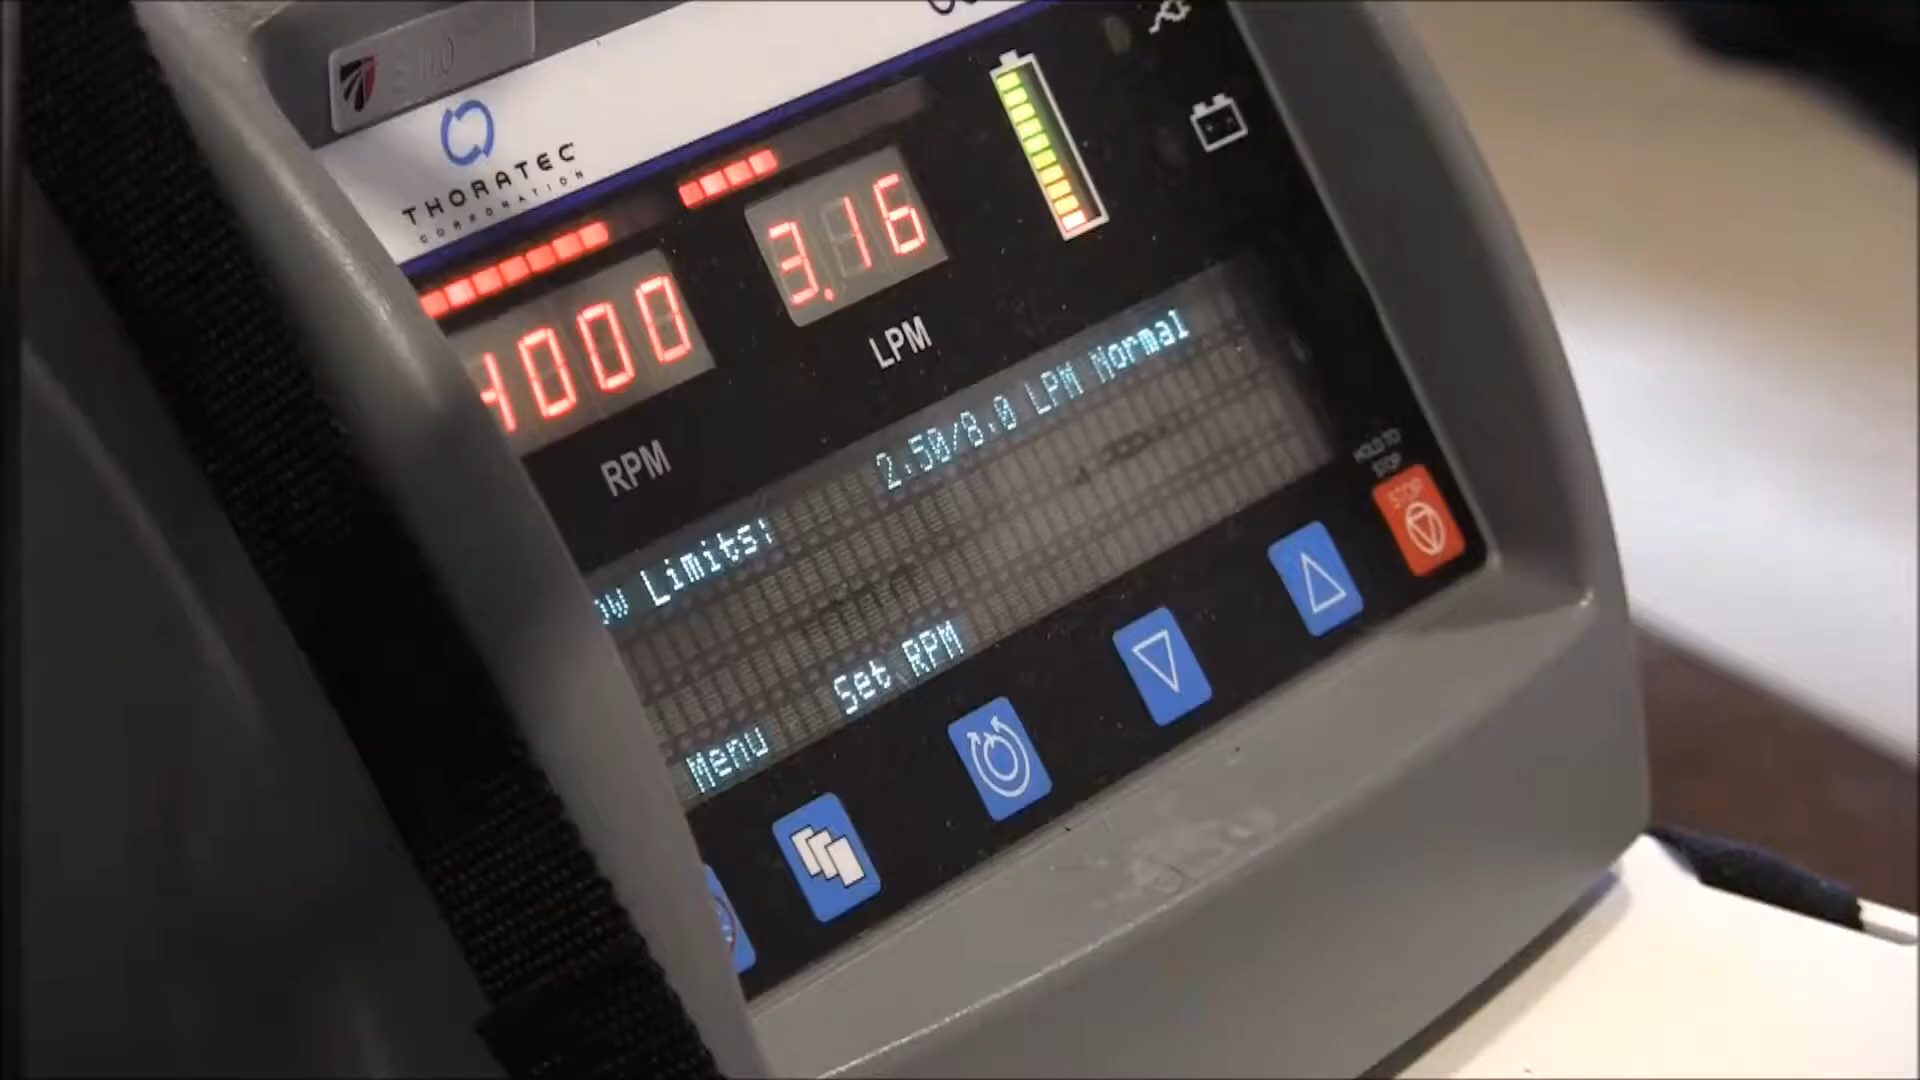 THORATEC
CORPORATION
3.16
4000
LPM
RPM
Limits: 2.50/8.0 LPM Normal
Set RPM
Menu
HOLD TO
STOP
STOP